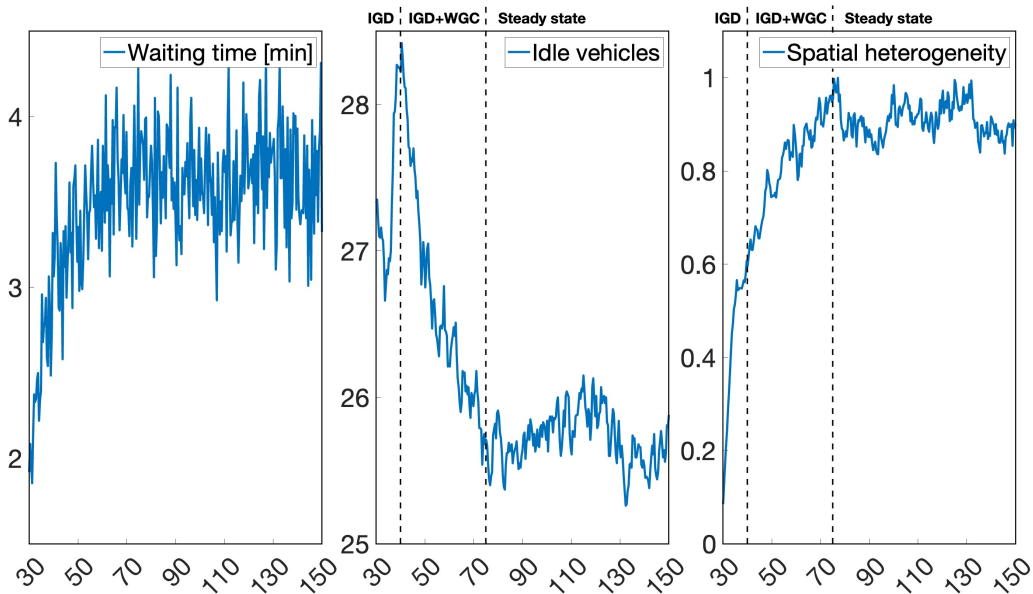 Waiting time [min]
4
3
2
30 50 70 90 110 130 150
IGD IGD+WGC Steady state
Idle vehicles
28
27
26
25
30 50 70 90 110 130 150
IGD IGD+WGC Steady state
Spatial heterogeneity
1
0.8
0.6
0.4
0.2
0
30 50 70 90 110 130 150